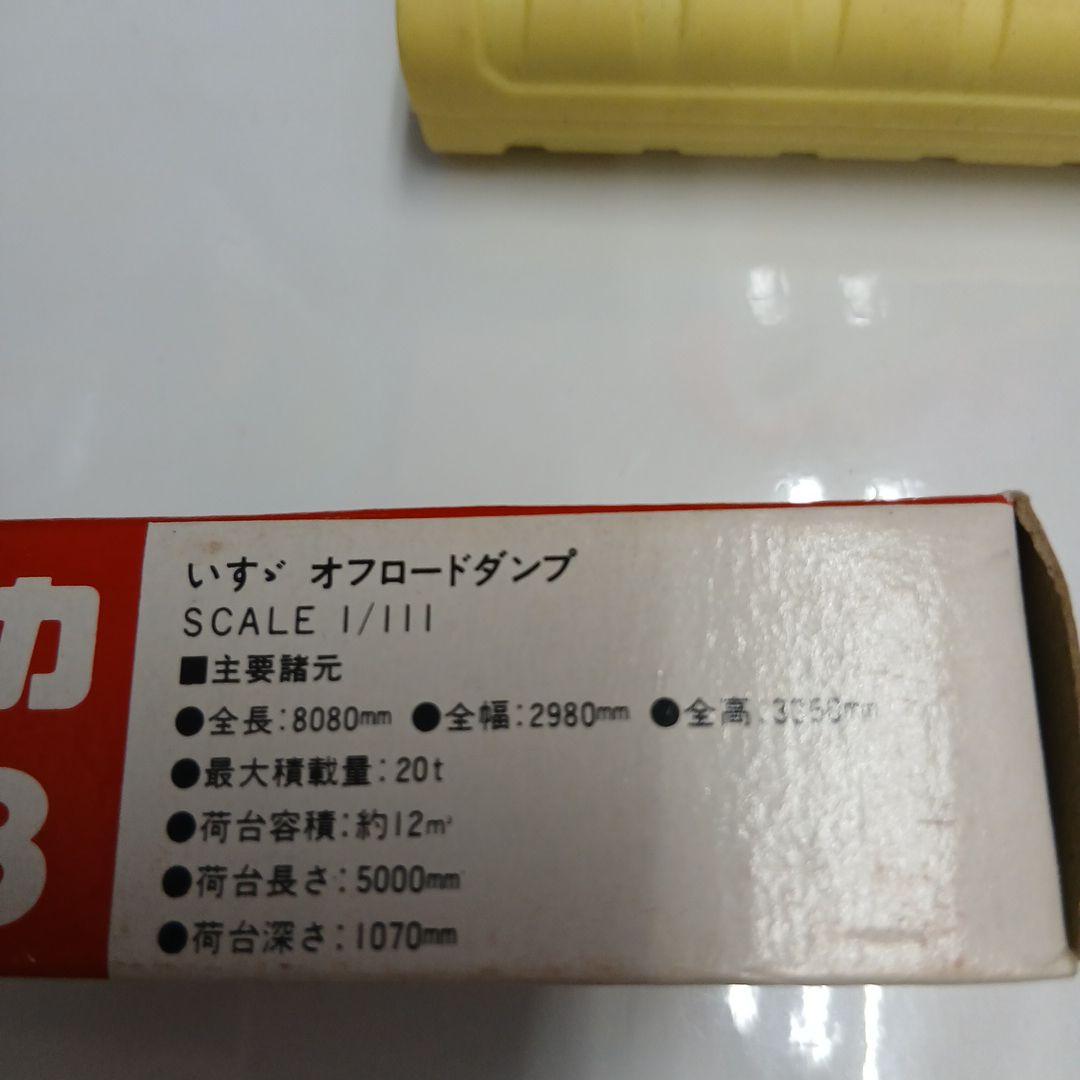 カ
いすゞ オフロードダンプ
SCALE 1/111
■主要諸元
●全長:8080mm ●全幅:2980mm ●全高:
●最大積載量:20t
●荷台容積:約12m³
●荷台長さ:5000mm
●荷台深さ:1070mm